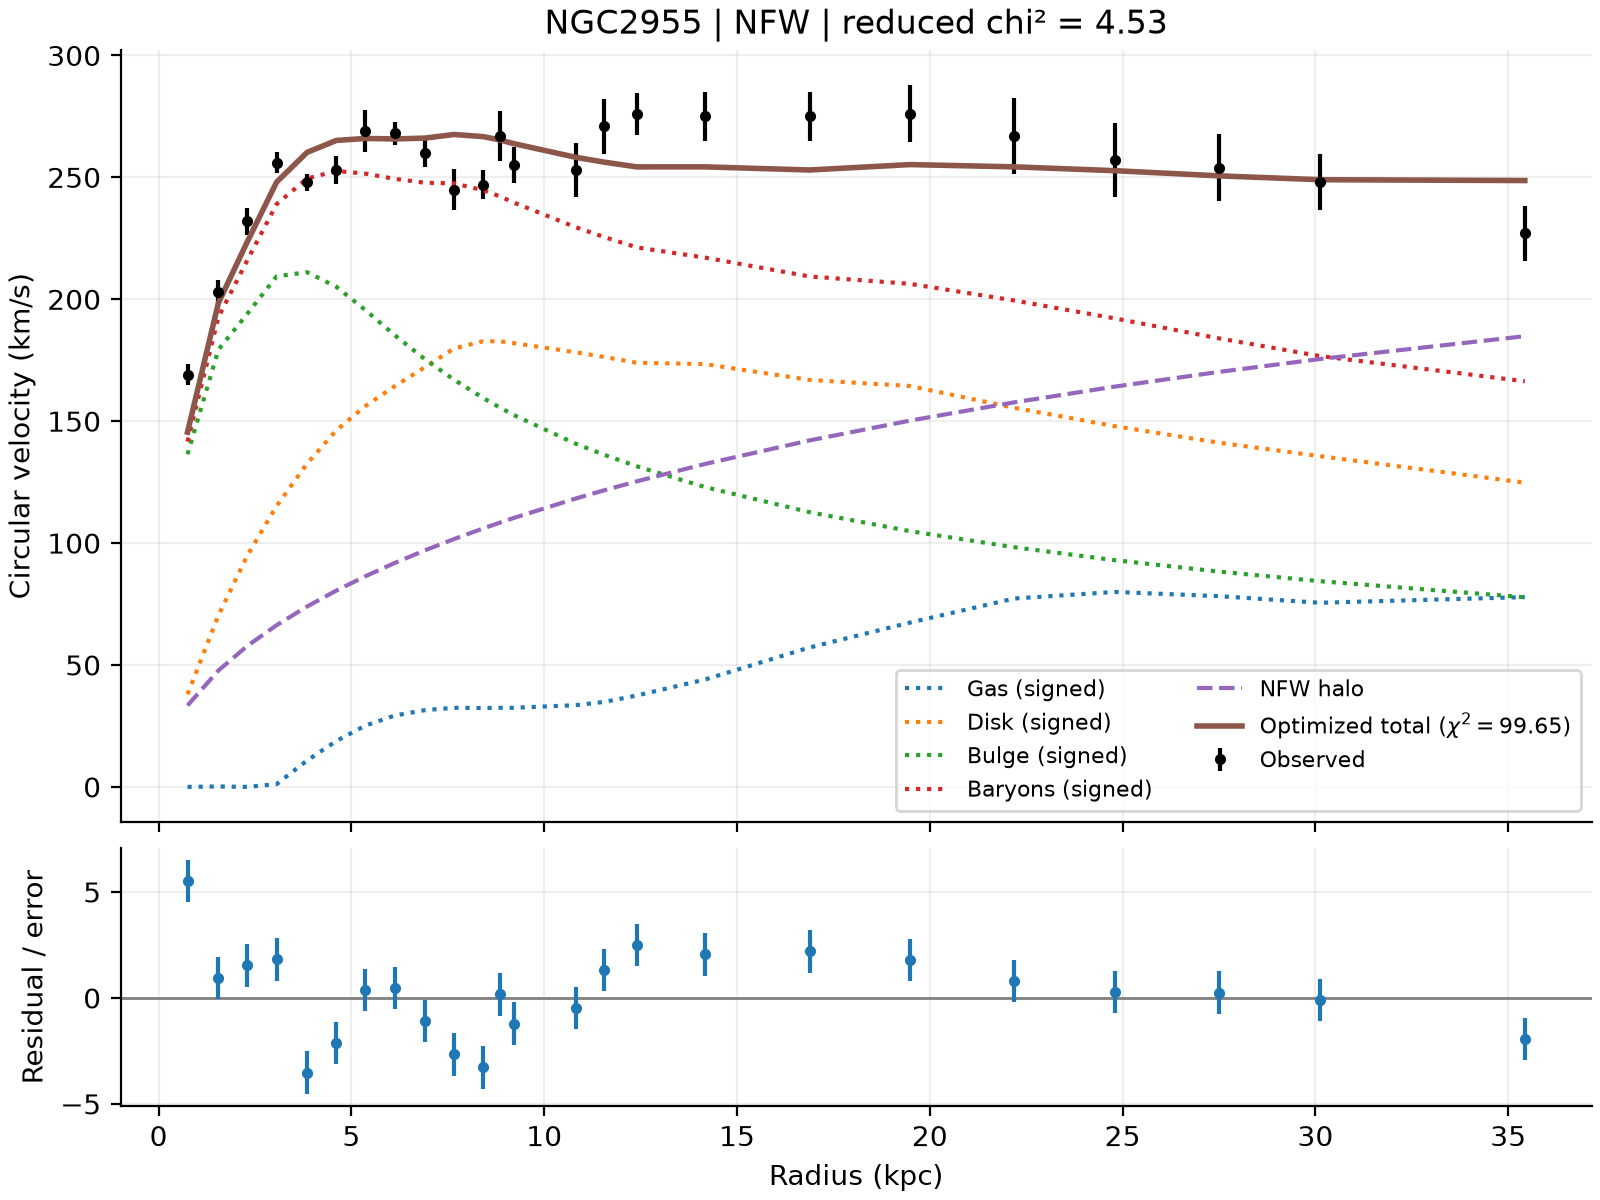 NGC2955 | NFW | reduced chi² = 4.53
Circular velocity (km/s)
300
250
200
150
100
50
0
Gas (signed)
Disk (signed)
Bulge (signed)
Baryons (signed)
NFW halo
Optimized total (χ² = 99.65)
Observed
Residual / error
5
0
−5
0 5 10 15 20 25 30 35
Radius (kpc)